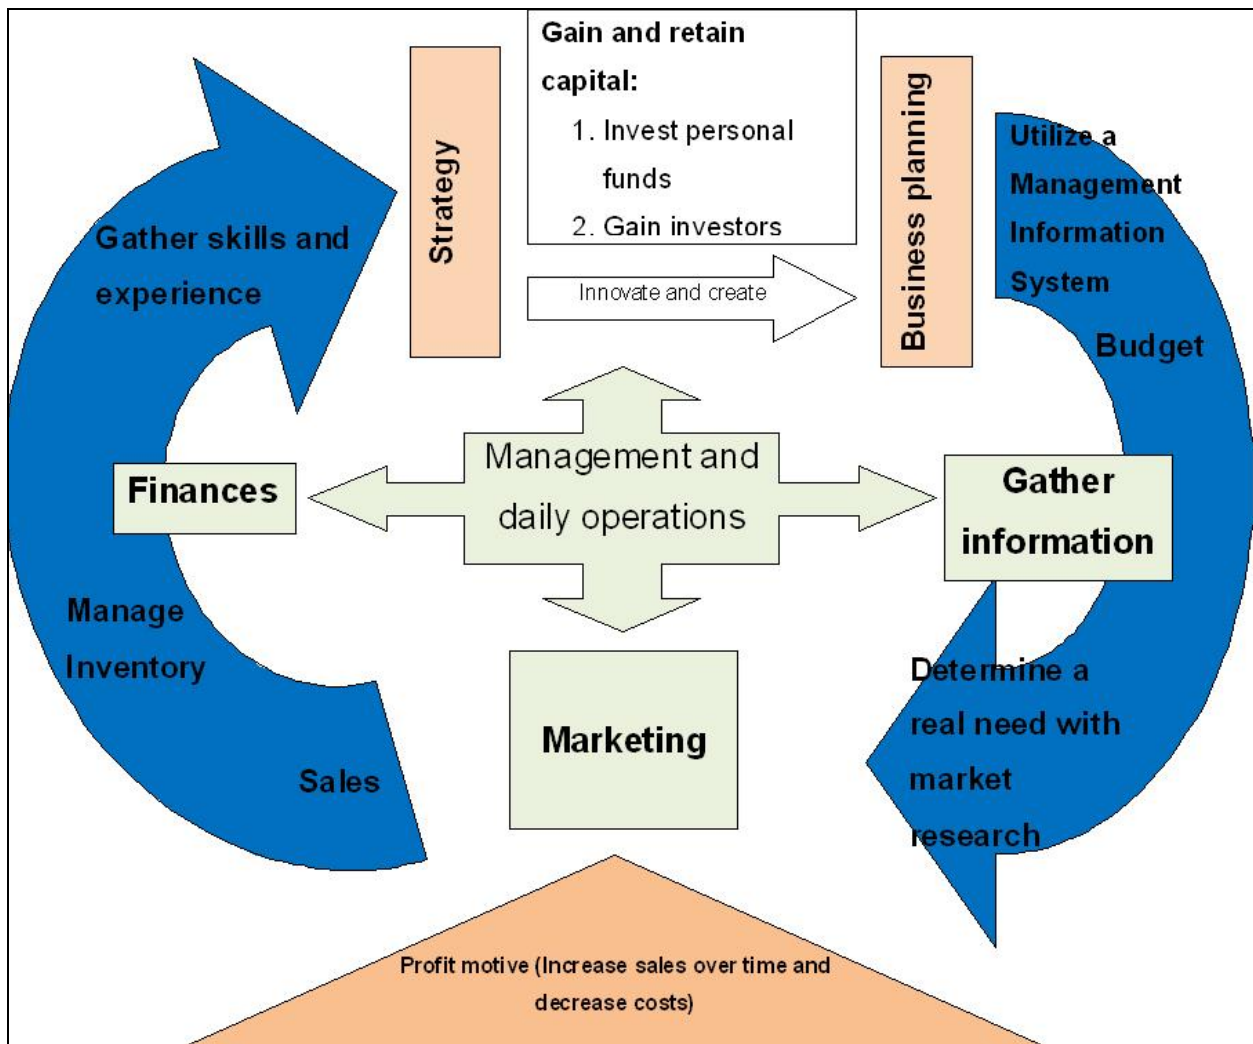 Gain and retain
capital:
1. Invest personal
funds
2. Gain investors
Strategy
Business planning
Innovate and create
Utilize a
Management
Information
System
Budget
Gather skills and
experience
Management and
daily operations
Finances
Gather
information
Manage
Inventory
Sales
Marketing
Determine a
real need with
market
research
Profit motive (Increase sales over time and
decrease costs)